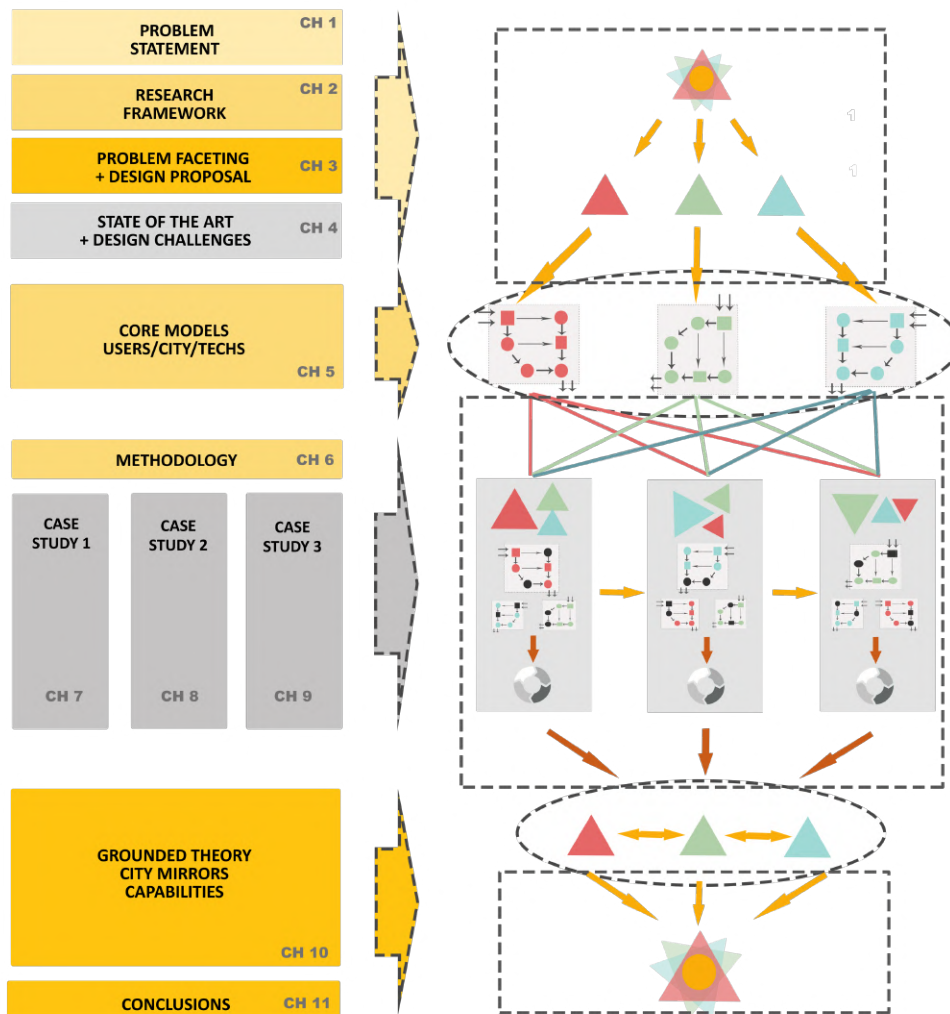 CH 1
PROBLEM
STATEMENT
CH 2
RESEARCH
FRAMEWORK
PROBLEM FACETING
+ DESIGN PROPOSAL
CH 3
STATE OF THE ART
+ DESIGN CHALLENGES
CH 4
CORE MODELS
USERS/CITY/TECHS
CH 5
METHODOLOGY
CH 6
CASE
STUDY 1
CH 7
CASE
STUDY 2
CH 8
CASE
STUDY 3
CH 9
GROUNDED THEORY
CITY MIRRORS
CAPABILITIES
CH 10
CONCLUSIONS
CH 11
1
1